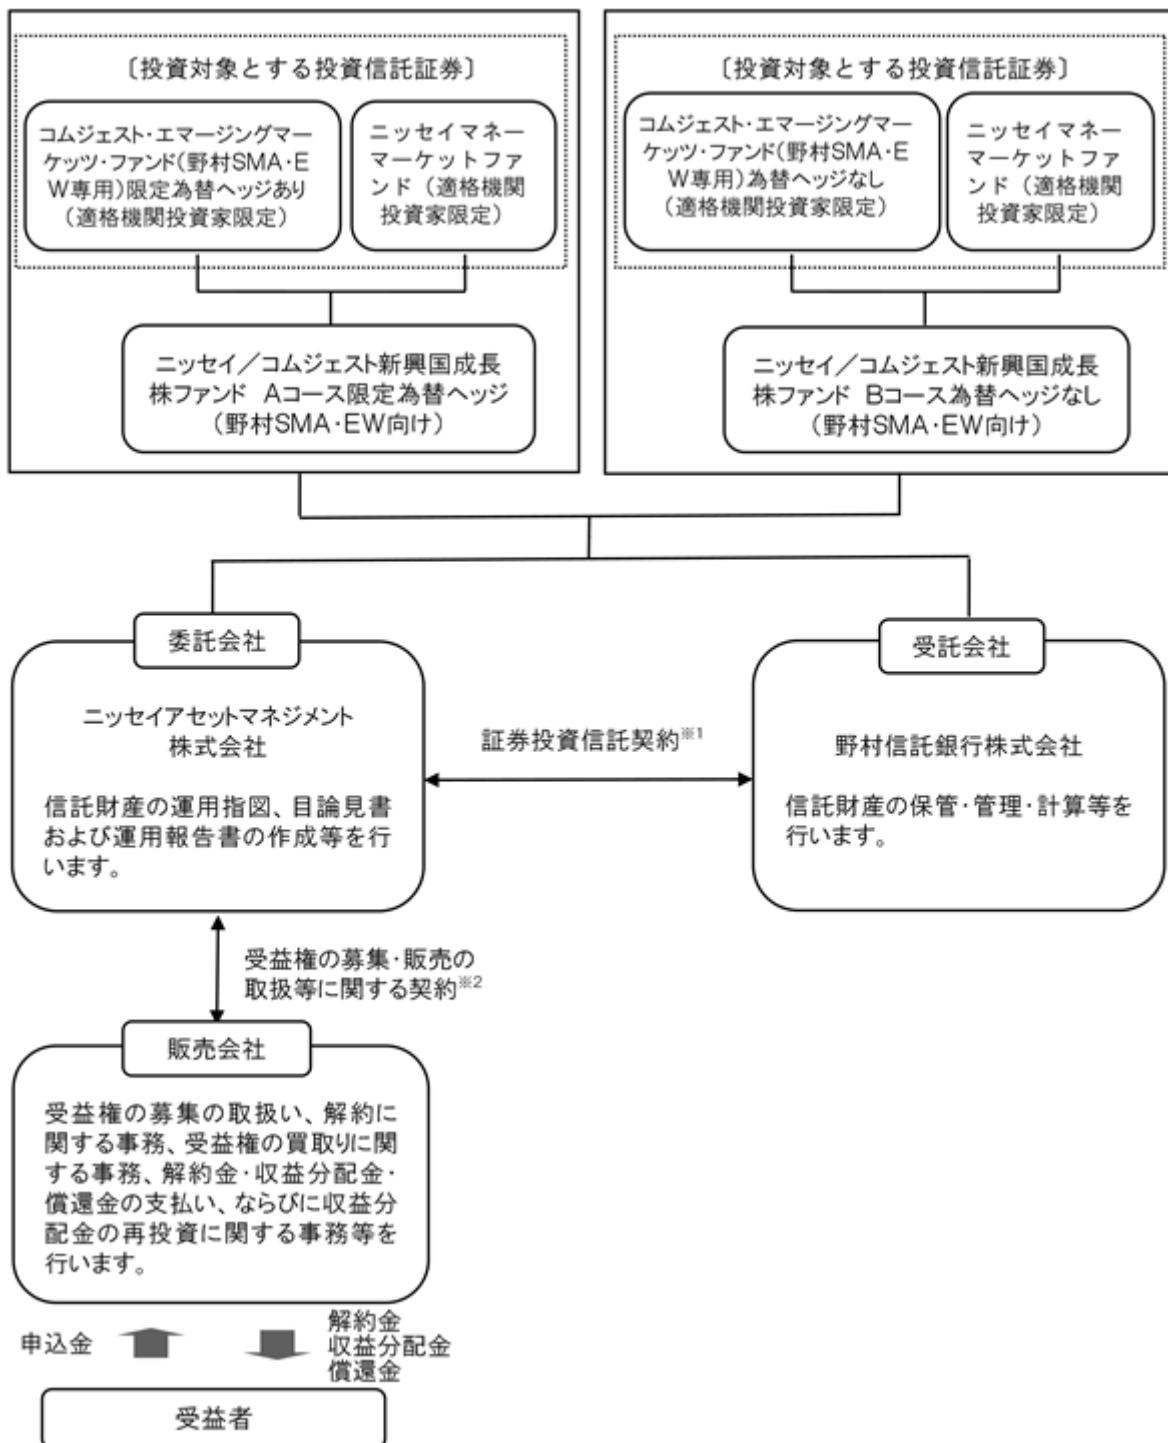 〔投資対象とする投資信託証券〕
コムジェスト・エマージングマー
ケッツ・ファンド(野村SMA・E
W専用)限定為替ヘッジあり
(適格機関投資家限定)
ニッセイマネー
マーケットファ
ンド(適格機関
投資家限定)
ニッセイ／コムジェスト新興国成長
株ファンド Aコース限定為替ヘッジ
(野村SMA・EW向け)
〔投資対象とする投資信託証券〕
コムジェスト・エマージングマー
ケッツ・ファンド(野村SMA・E
W専用)為替ヘッジなし
(適格機関投資家限定)
ニッセイマネー
マーケットファ
ンド(適格機関
投資家限定)
ニッセイ／コムジェスト新興国成長
株ファンド Bコース為替ヘッジなし
(野村SMA・EW向け)
委託会社
ニッセイアセットマネジメント
株式会社
信託財産の運用指図、目論見書
および運用報告書の作成等を行
います。
証券投資信託契約※1
受託会社
野村信託銀行株式会社
信託財産の保管・管理・計算等を
行います。
受益権の募集・販売の
取扱等に関する契約※2
販売会社
受益権の募集の取扱い、解約に
関する事務、受益権の買取りに関
する事務、解約金・収益分配金・
償還金の支払い、ならびに収益分
配金の再投資に関する事務等を
行います。
申込金
解約金
収益分配金
償還金
受益者